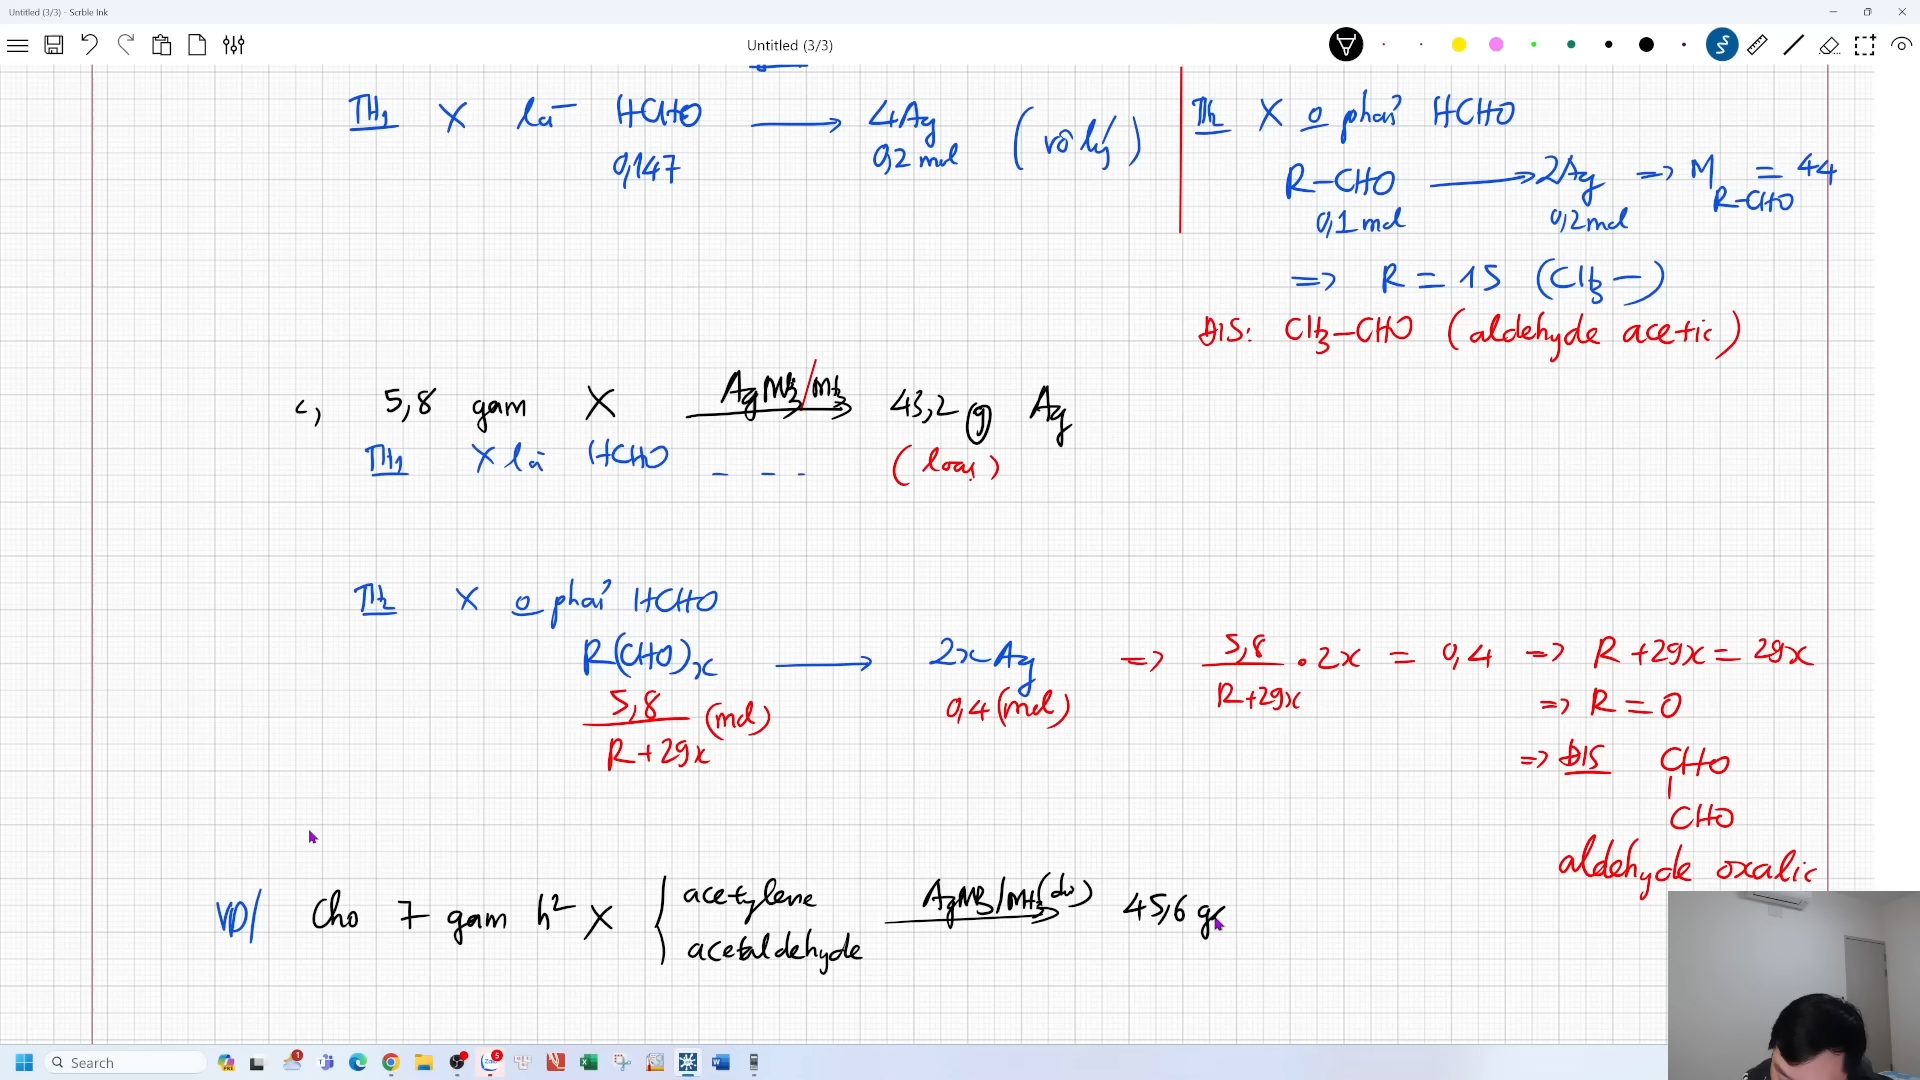 Untitled (3/3) - Scrble Ink
Untitled (3/3)
TH₁ X là HCHO ⟶ 4Ag (vô lý)
0,147 0,2 mol
TH₂ X o phải HCHO
R-CHO ⟶ 2Ag => M R-CHO = 44
0,1 mol 0,2 mol
=> R = 15 (CH₃-)
ĐS: CH₃-CHO (aldehyde acetic)
c, 5,8 gam X AgNO₃/NH₃ ⟶ 43,2 g Ag
TH₁ X là HCHO - - - (loại)
TH₂ X o phải HCHO
R(CHO)x ⟶ 2x Ag => 5,8/(R+29x) . 2x = 0,4 => R+29x = 29x
5,8/(R+29x) (mol) 0,4 (mol) => R = 0
=> ĐS CHO
|
CHO
aldehyde oxalic
VD/ Cho 7 gam h² X { acetylene acetaldehyde AgNO₃/NH₃ (dư) ⟶ 45,6 ga
Search